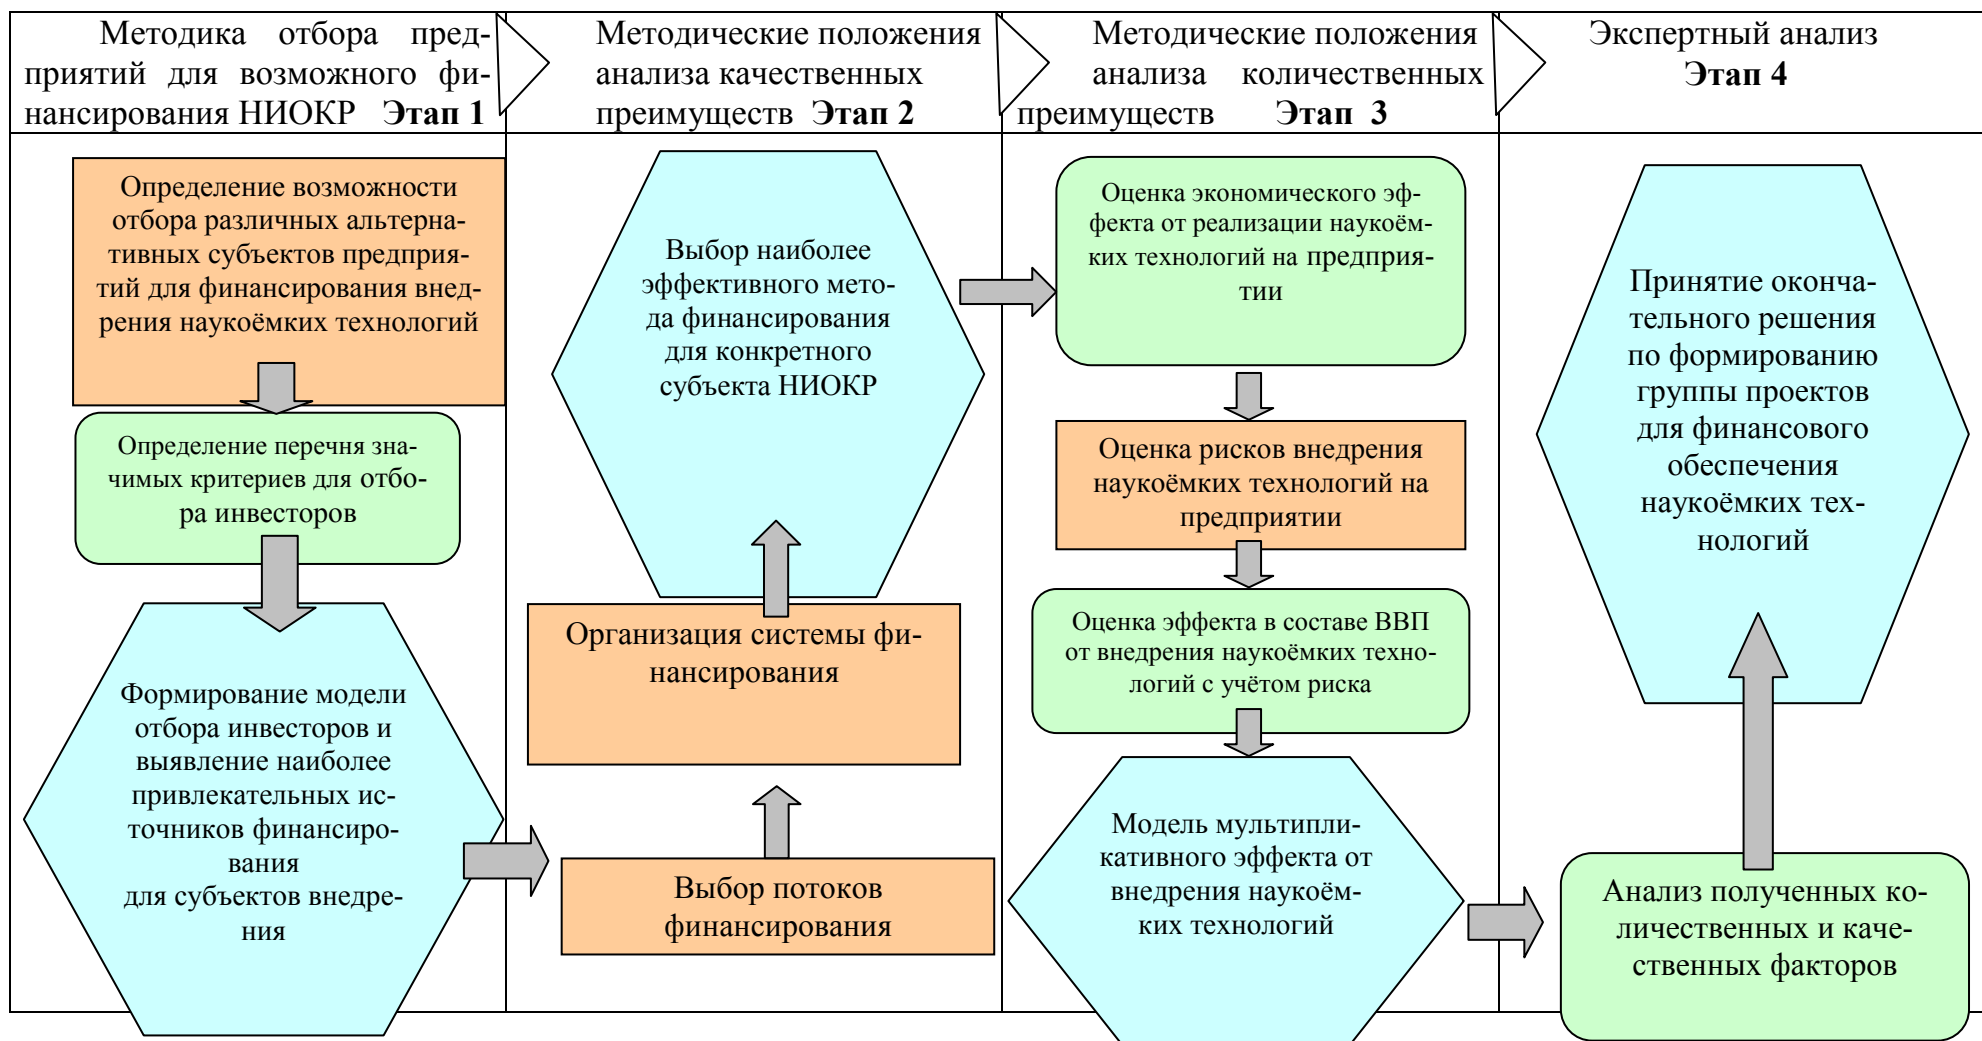 Методика отбора пред-
приятий для возможного фи-
нансирования НИОКР Этап 1
Методические положения
анализа качественных
преимуществ Этап 2
Методические положения
анализа количественных
преимуществ Этап 3
Экспертный анализ
Этап 4
Определение возможности
отбора различных альтерна-
тивных субъектов предприя-
тий для финансирования внед-
рения наукоёмких технологий
Определение перечня зна-
чимых критериев для отбо-
ра инвесторов
Формирование модели
отбора инвесторов и
выявление наиболее
привлекательных ис-
точников финансиро-
вания
для субъектов внедре-
ния
Выбор наиболее
эффективного мето-
да финансирования
для конкретного
субъекта НИОКР
Организация системы фи-
нансирования
Выбор потоков
финансирования
Оценка экономического эф-
фекта от реализации наукоём-
ких технологий на предприя-
тии
Оценка рисков внедрения
наукоёмких технологий на
предприятии
Оценка эффекта в составе ВВП
от внедрения наукоёмких техно-
логий с учётом риска
Модель мультипли-
кативного эффекта от
внедрения наукоём-
ких технологий
Принятие оконча-
тельного решения
по формированию
группы проектов
для финансового
обеспечения
наукоёмких тех-
нологий
Анализ полученных ко-
личественных и каче-
ственных факторов